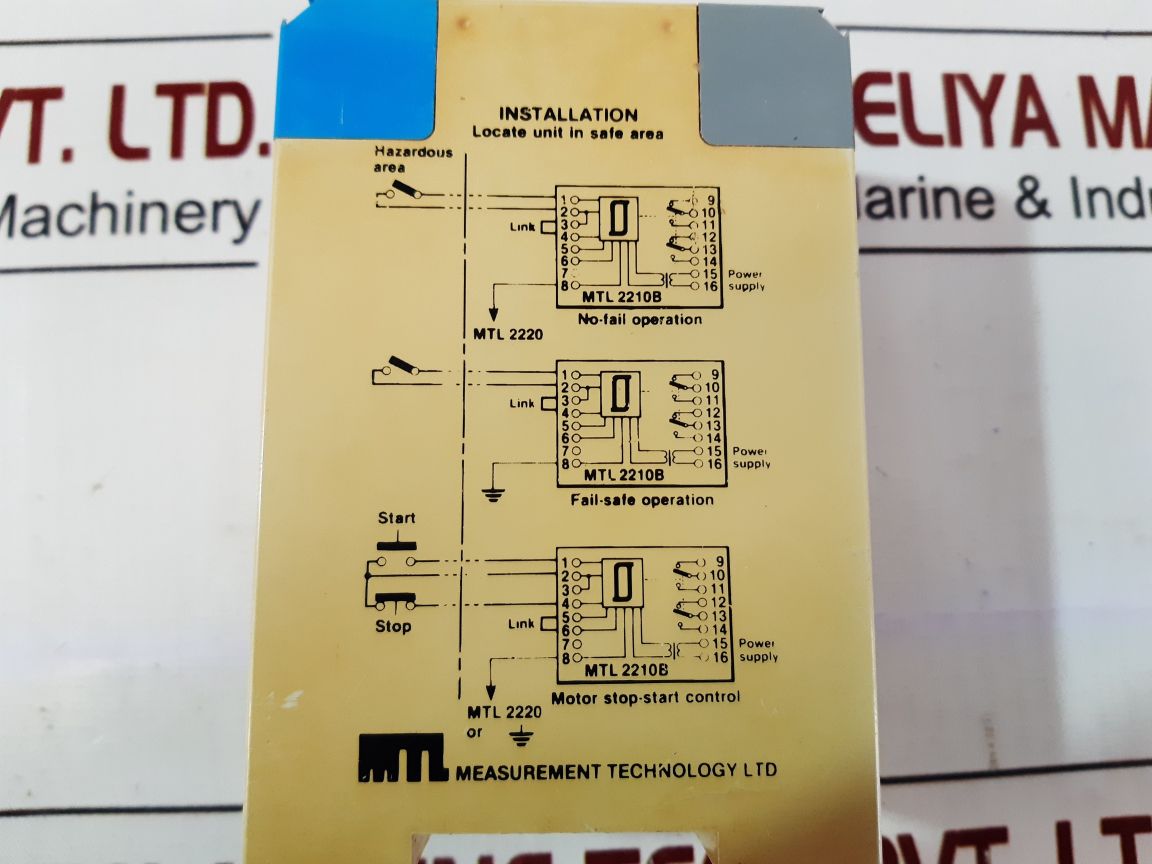 VT. LTD.
ELIYA MA
Machinery
arine & Ind
INSTALLATION
Locate unit in safe area
Hazardous
area
1 9
2 10
3 11
Link
4 12
5 13
6 14
7 15 Power
8 16 supply
MTL 2210B
No-fail operation
MTL 2220
1 9
2 10
3 11
Link
4 12
5 13
6 14
7 15 Power
8 16 supply
MTL 2210B
Fail-safe operation
Start
1 9
2 10
3 11
4 12
5 13
Link
6 14
Stop
7 15 Power
8 16 supply
MTL 2210B
Motor stop-start control
MTL 2220
or
MTL MEASUREMENT TECHNOLOGY LTD